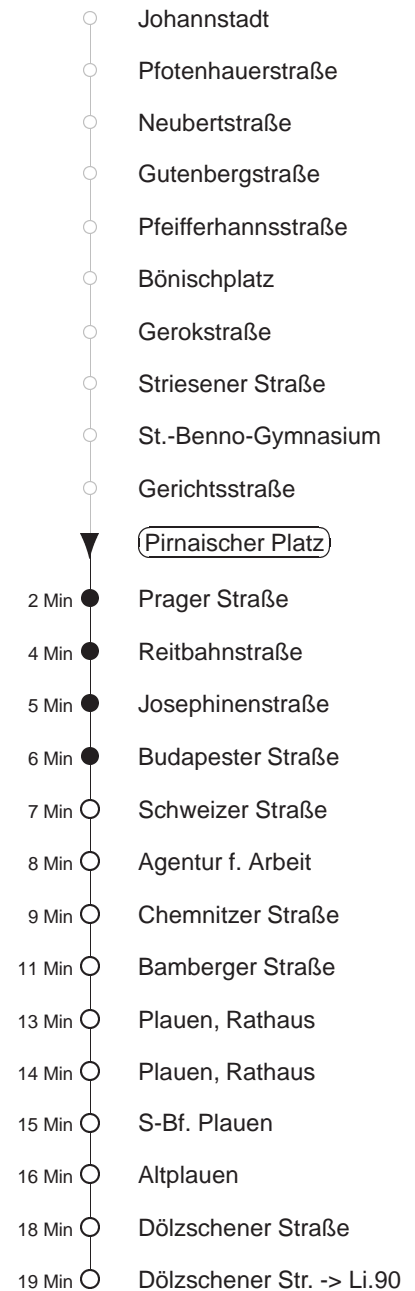 Johannstadt
Pfotenhauerstraße
Neubertstraße
Gutenbergstraße
Pfeifferhannsstraße
Bönischplatz
Gerokstraße
Striesener Straße
St.-Benno-Gymnasium
Gerichtsstraße
Pirnaischer Platz
2 Min Prager Straße
4 Min Reitbahnstraße
5 Min Josephinenstraße
6 Min Budapester Straße
7 Min Schweizer Straße
8 Min Agentur f. Arbeit
9 Min Chemnitzer Straße
11 Min Bamberger Straße
13 Min Plauen, Rathaus
14 Min Plauen, Rathaus
15 Min S-Bf. Plauen
16 Min Altplauen
18 Min Dölzschener Straße
19 Min Dölzschener Str. -> Li.90